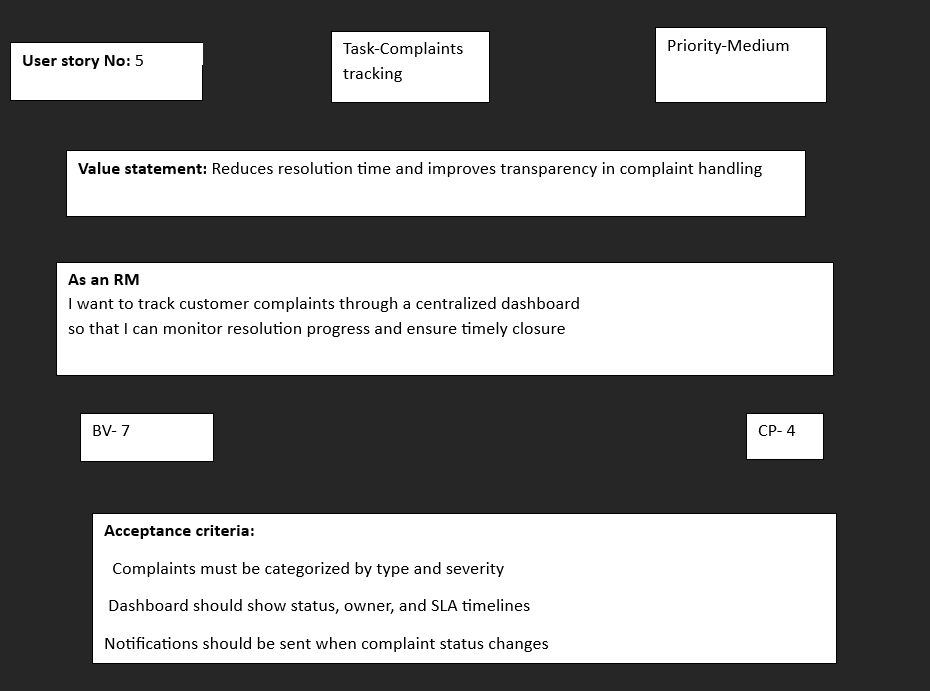 User story No: 5
Task-Complaints
tracking
Priority-Medium
Value statement: Reduces resolution time and improves transparency in complaint handling
As an RM
I want to track customer complaints through a centralized dashboard
so that I can monitor resolution progress and ensure timely closure
BV- 7
CP- 4
Acceptance criteria:
Complaints must be categorized by type and severity
Dashboard should show status, owner, and SLA timelines
Notifications should be sent when complaint status changes